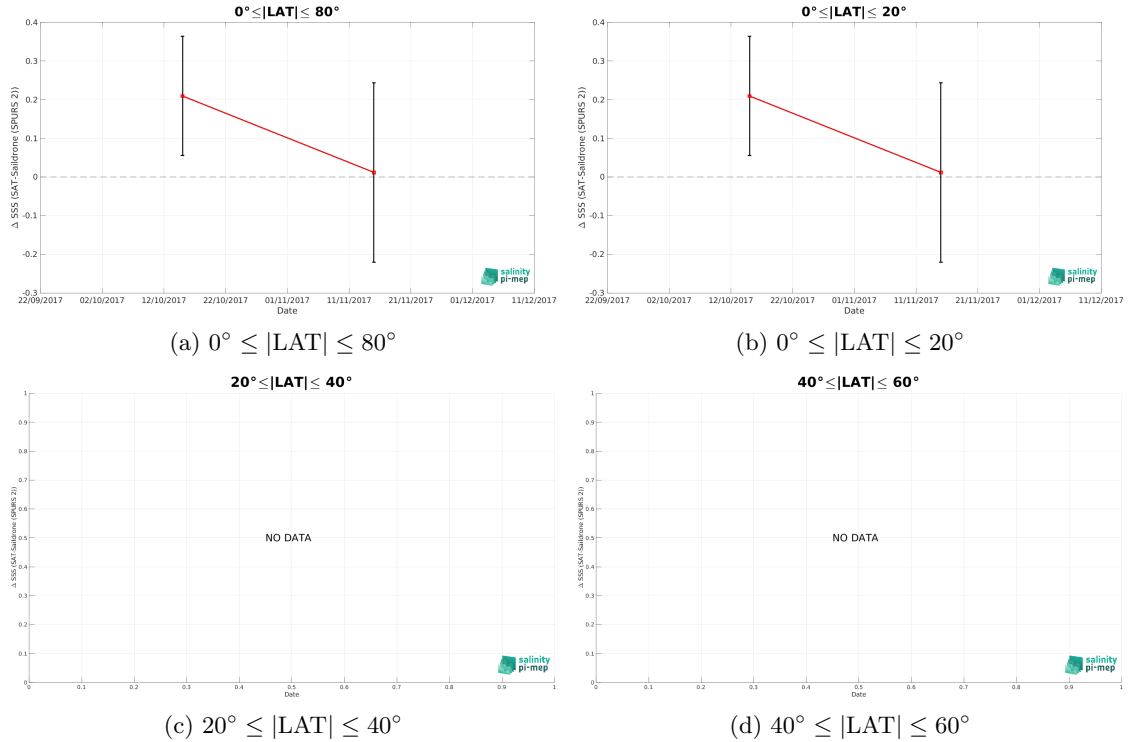 0°≤|LAT|≤ 80°
0.4
0.3
0.2
0.1
0
-0.1
-0.2
-0.3
Δ SSS (SAT-Saildrone (SPURS 2))
22/09/2017 02/10/2017 12/10/2017 22/10/2017 01/11/2017 11/11/2017 21/11/2017 01/12/2017 11/12/2017
Date
salinity
pi-mep
(a) 0° ≤ |LAT| ≤ 80°
0°≤|LAT|≤ 20°
0.4
0.3
0.2
0.1
0
-0.1
-0.2
-0.3
Δ SSS (SAT-Saildrone (SPURS 2))
22/09/2017 02/10/2017 12/10/2017 22/10/2017 01/11/2017 11/11/2017 21/11/2017 01/12/2017 11/12/2017
Date
salinity
pi-mep
(b) 0° ≤ |LAT| ≤ 20°
20°≤|LAT|≤ 40°
1
0.9
0.8
0.7
0.6
0.5
0.4
0.3
0.2
0.1
0
Δ SSS (SAT-Saildrone (SPURS 2))
NO DATA
0 0.1 0.2 0.3 0.4 0.5 0.6 0.7 0.8 0.9 1
Date
salinity
pi-mep
(c) 20° ≤ |LAT| ≤ 40°
40°≤|LAT|≤ 60°
1
0.9
0.8
0.7
0.6
0.5
0.4
0.3
0.2
0.1
0
Δ SSS (SAT-Saildrone (SPURS 2))
NO DATA
0 0.1 0.2 0.3 0.4 0.5 0.6 0.7 0.8 0.9 1
Date
salinity
pi-mep
(d) 40° ≤ |LAT| ≤ 60°